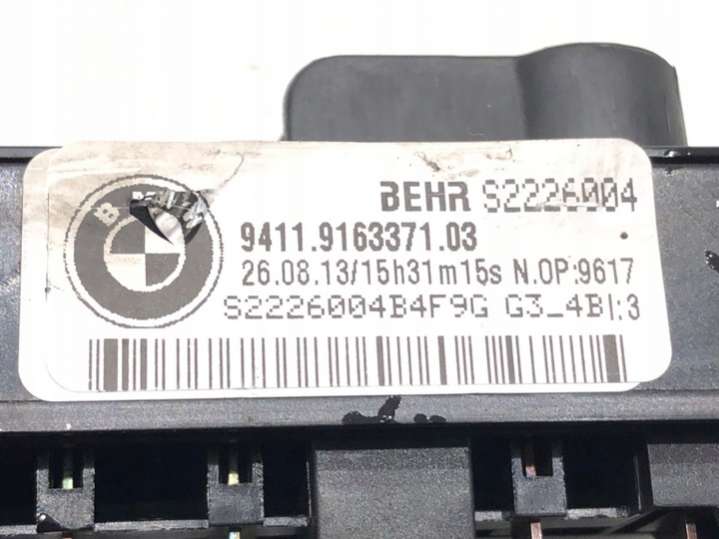 BEHR S2226004
9411.9163371.03
26.08.13/15h31m15s N.OP:9617
S2226004B4F9G G3_4B|:3